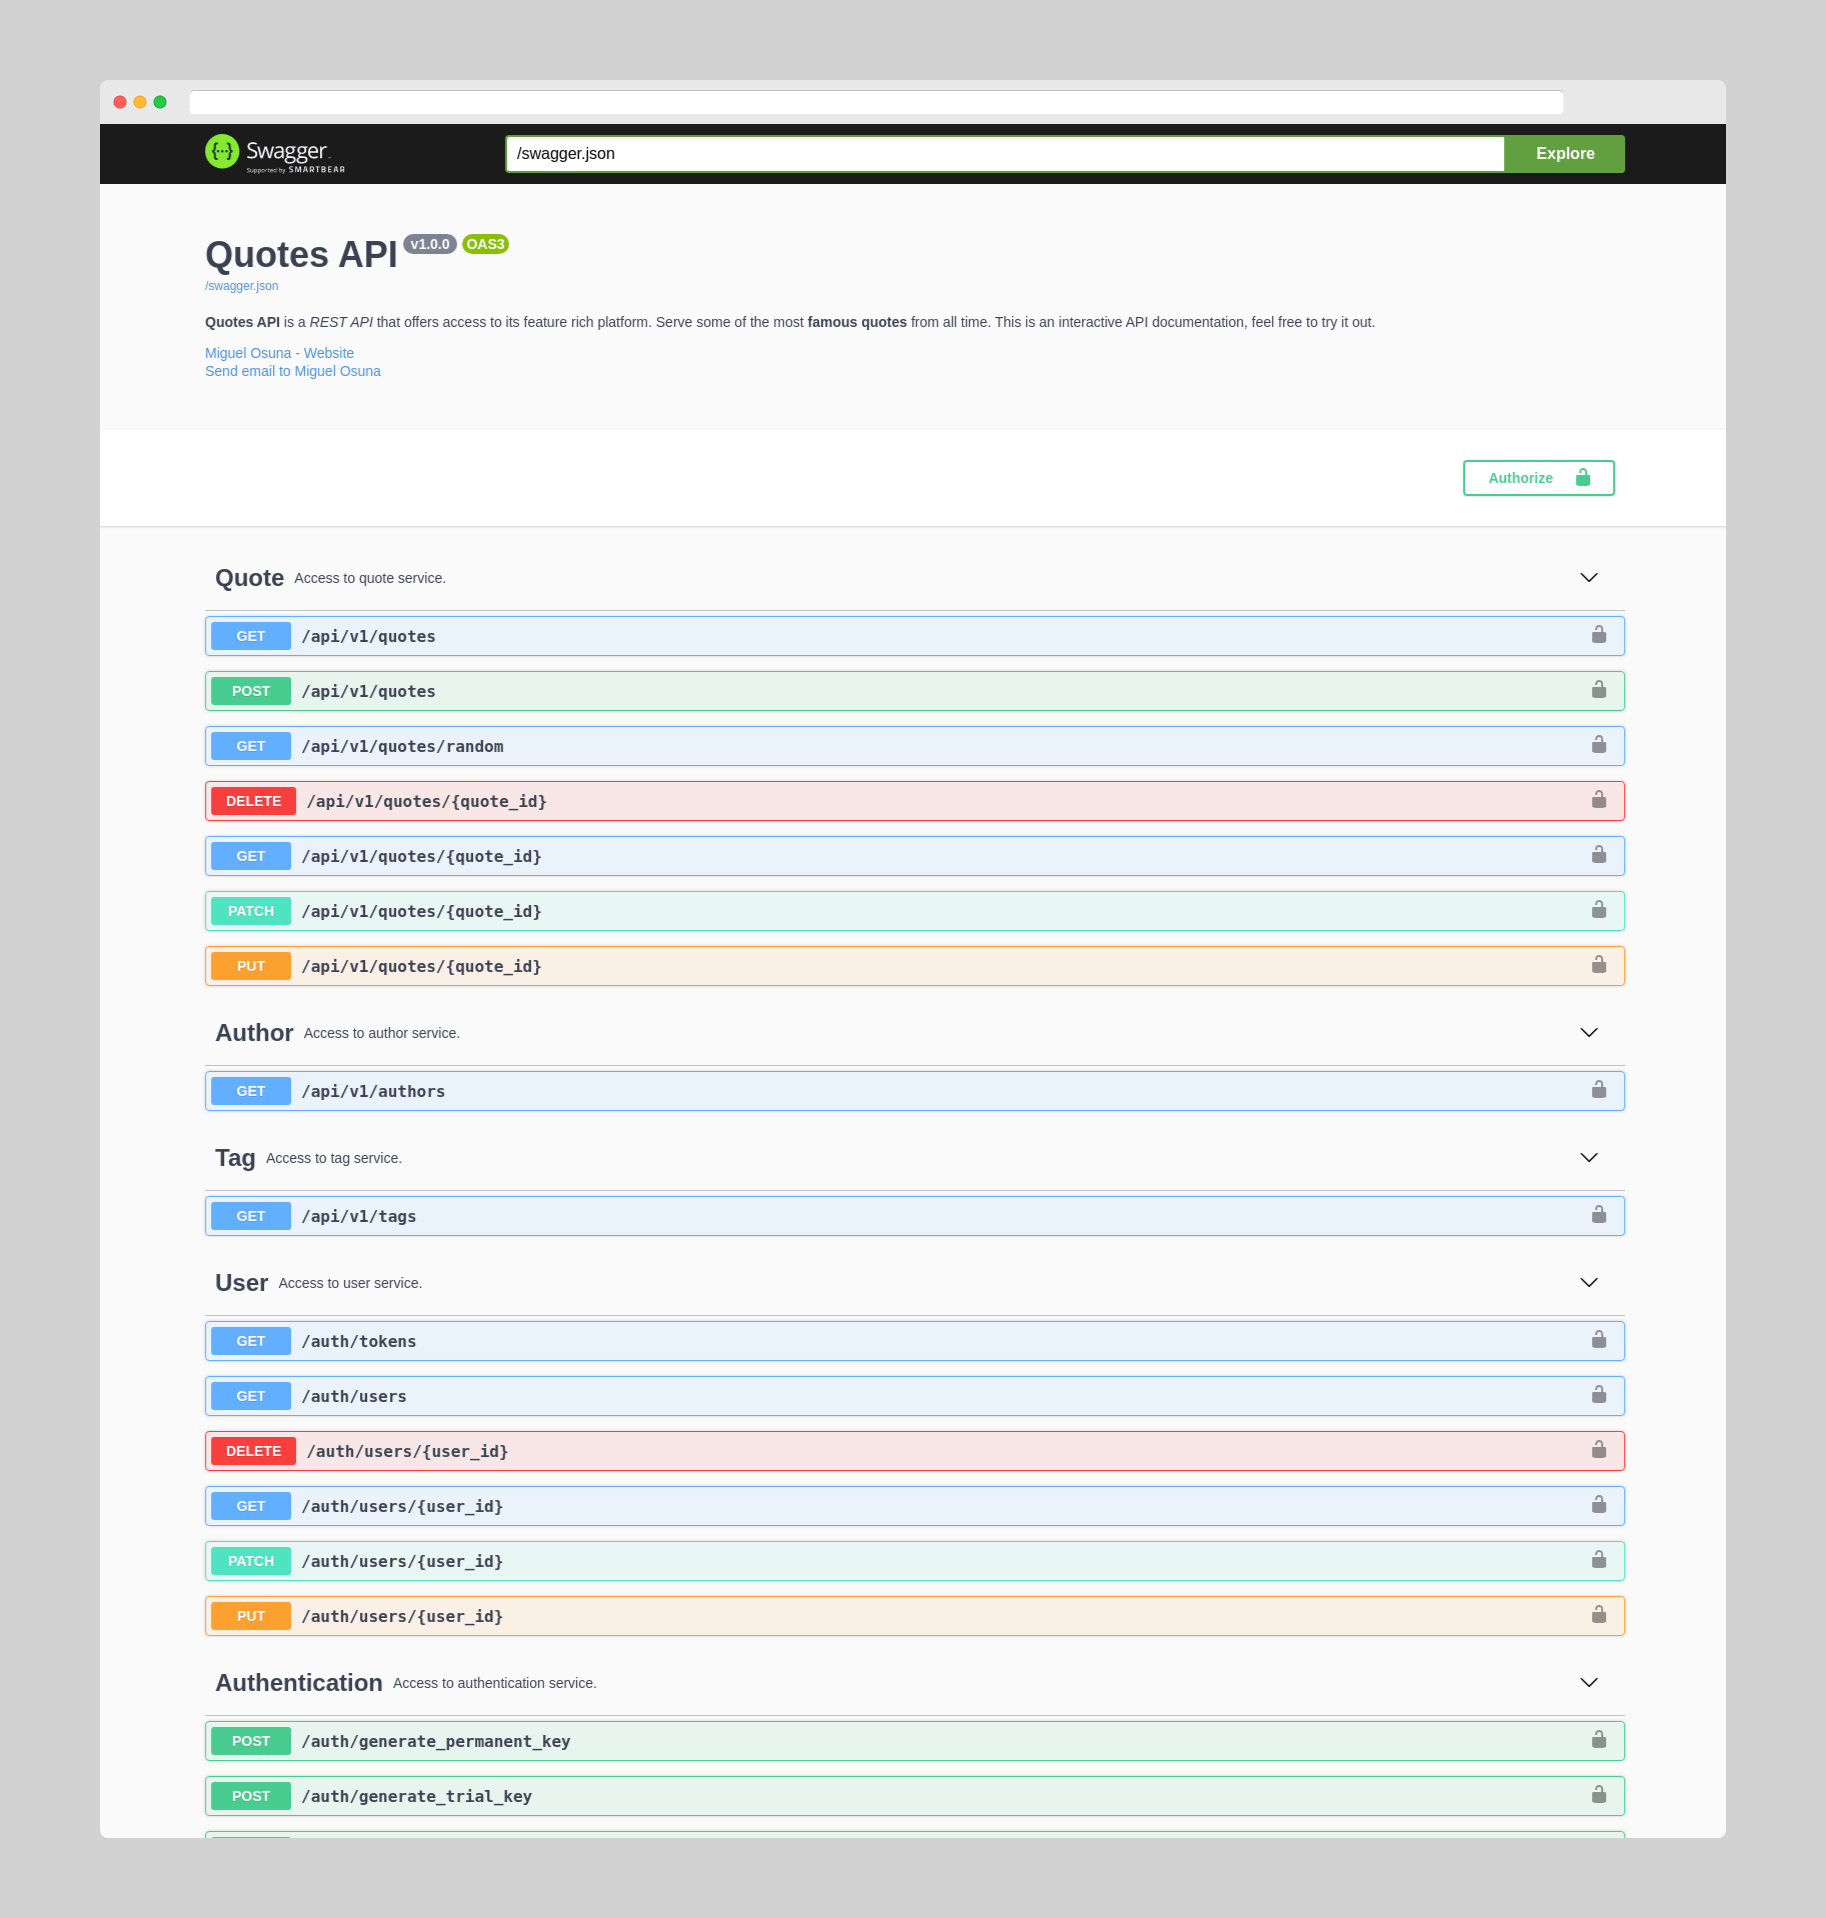 {···} Swagger
Supported by SMARTBEAR
/swagger.json
Explore
Quotes API v1.0.0 OAS3
/swagger.json
Quotes API is a REST API that offers access to its feature rich platform. Serve some of the most famous quotes from all time. This is an interactive API documentation, feel free to try it out.
Miguel Osuna - Website
Send email to Miguel Osuna
Authorize
Quote Access to quote service.
GET /api/v1/quotes
POST /api/v1/quotes
GET /api/v1/quotes/random
DELETE /api/v1/quotes/{quote_id}
GET /api/v1/quotes/{quote_id}
PATCH /api/v1/quotes/{quote_id}
PUT /api/v1/quotes/{quote_id}
Author Access to author service.
GET /api/v1/authors
Tag Access to tag service.
GET /api/v1/tags
User Access to user service.
GET /auth/tokens
GET /auth/users
DELETE /auth/users/{user_id}
GET /auth/users/{user_id}
PATCH /auth/users/{user_id}
PUT /auth/users/{user_id}
Authentication Access to authentication service.
POST /auth/generate_permanent_key
POST /auth/generate_trial_key